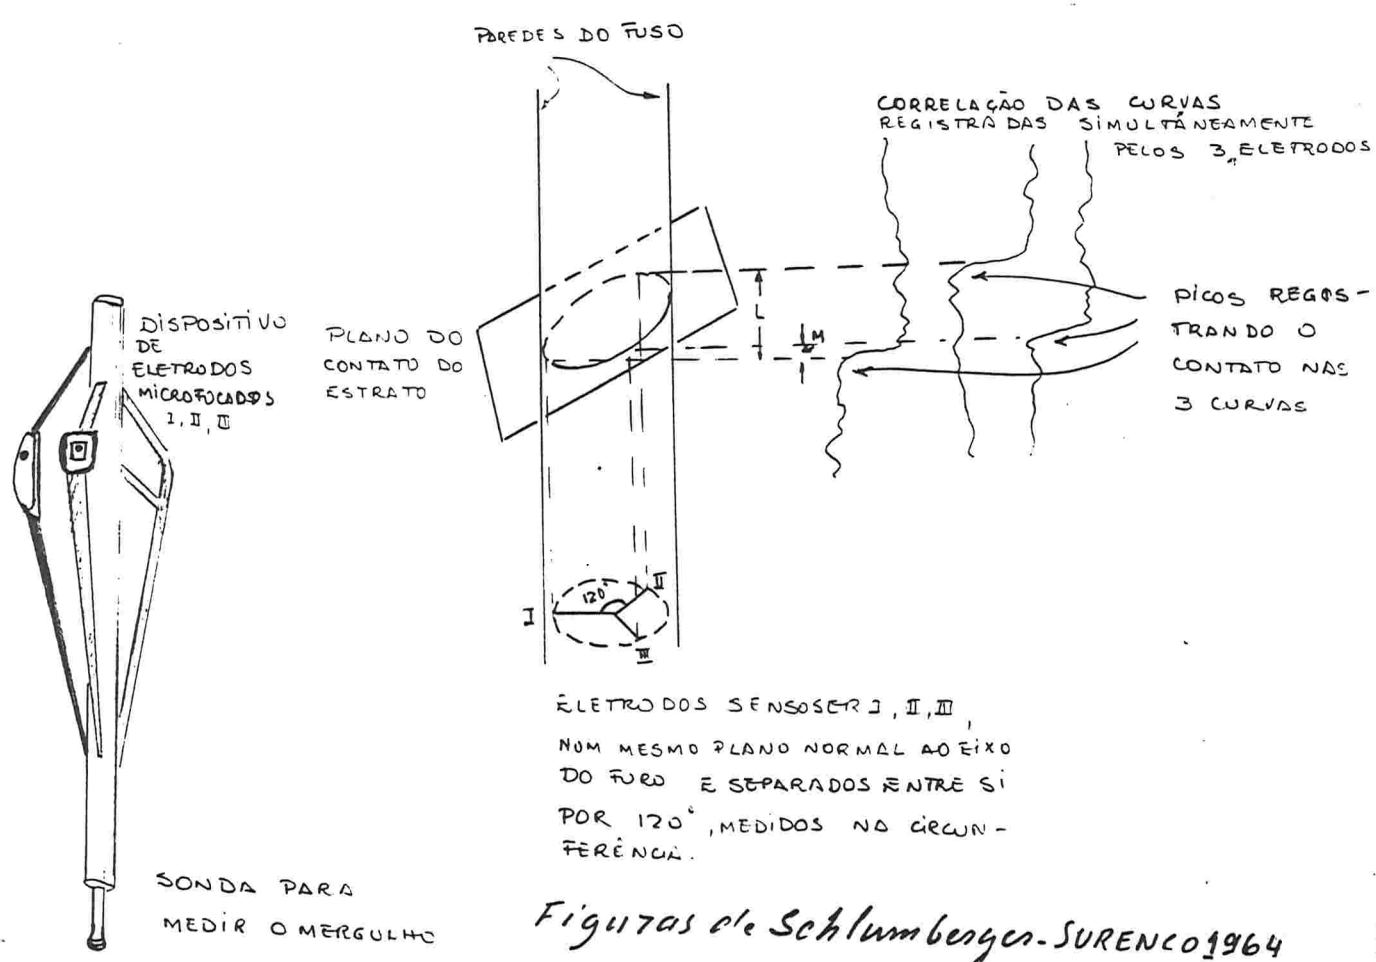 PAREDES DO FUSO
CORRELAÇÃO DAS CURVAS
REGISTRADAS SIMULTÂNEAMENTE
PELOS 3 ELETRODOS
DISPOSITIVO
DE
ELETRODOS
MICROFOCADOS
I, II, III
PLANO DO
CONTATO DO
ESTRATO
L
M
PICOS REGIS-
TRANDO O
CONTATO NAS
3 CURVAS
120°
I
II
III
ELETRODOS SENSOSER I, II, III,
NUM MESMO PLANO NORMAL AO EIXO
DO FURO E SEPARADOS ENTRE SI
POR 120°, MEDIDOS NA CIRCUN-
FERÊNCIA.
SONDA PARA
MEDIR O MERGULHO
Figuras de Schlumberger-SURENCO 1964